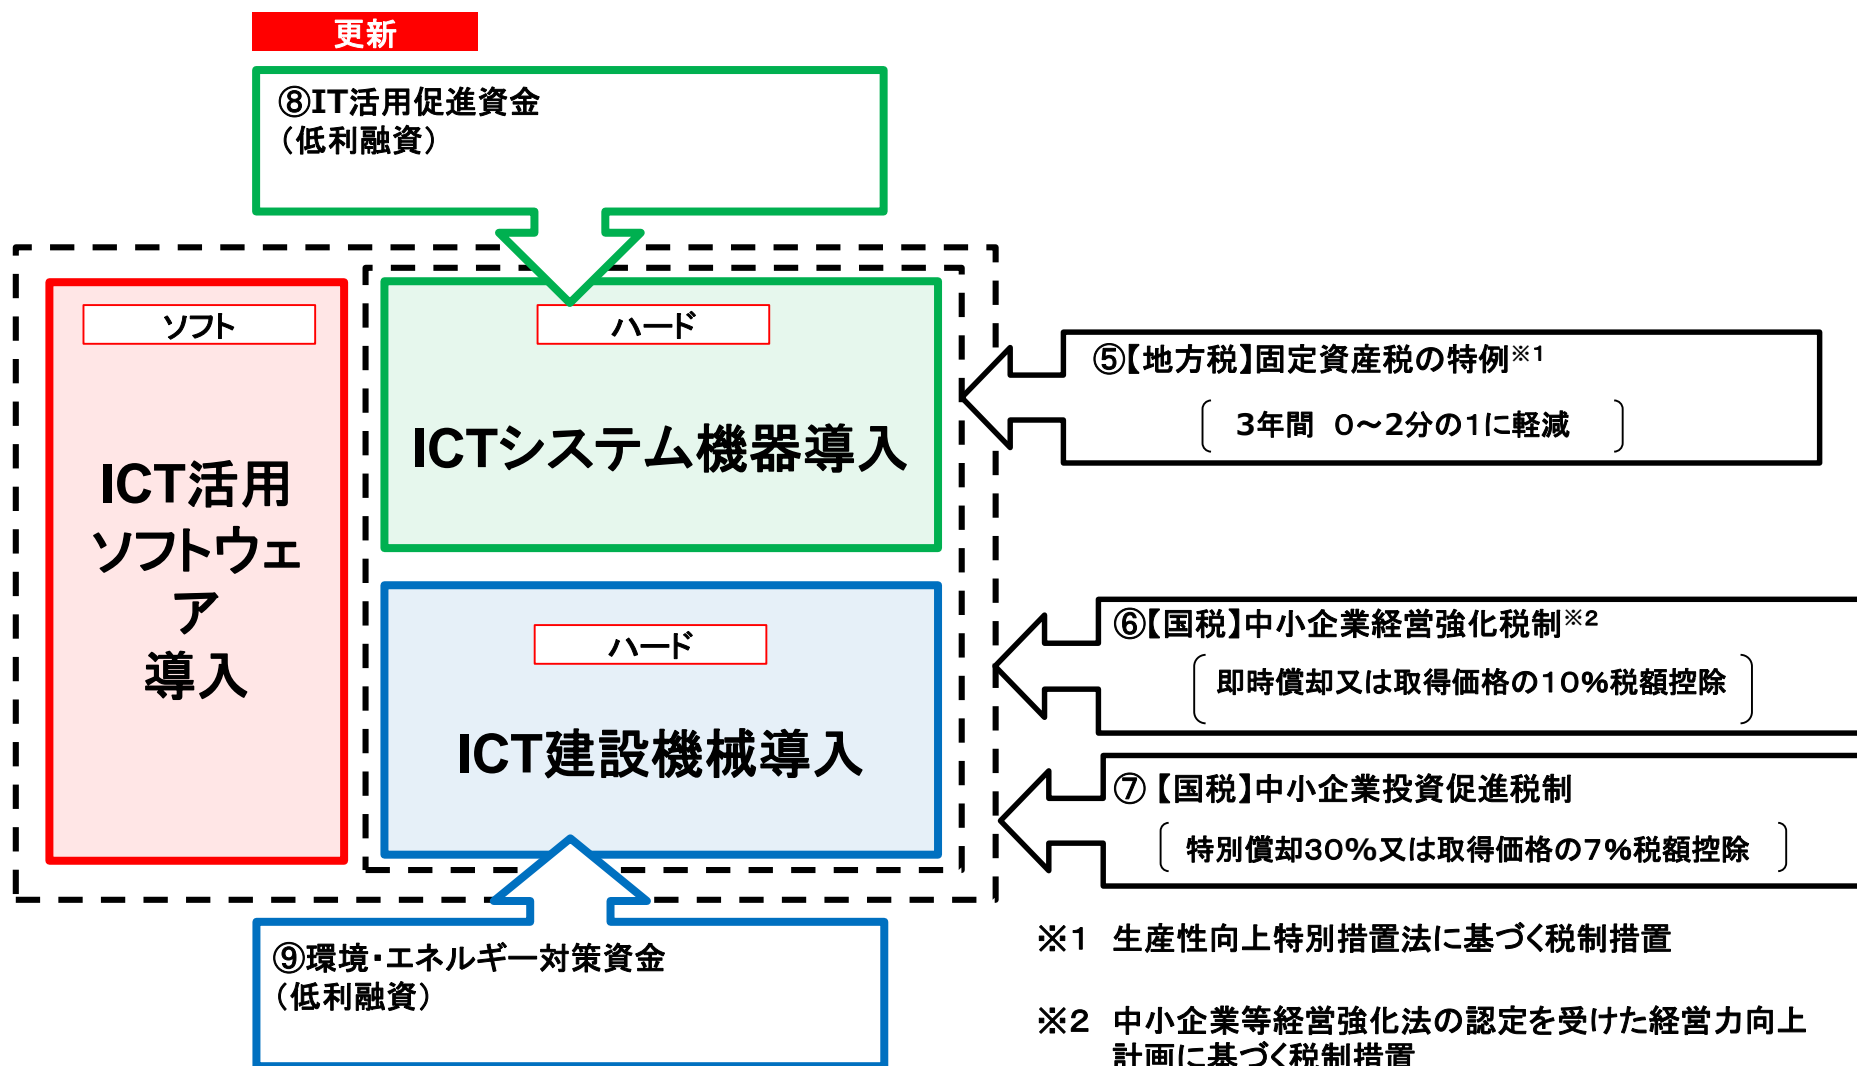 更新
⑧IT活用促進資金
(低利融資)
ソフト
ICT活用
ソフトウェ
ア
導入
ハード
ICTシステム機器導入
ハード
ICT建設機械導入
⑤【地方税】固定資産税の特例※1
3年間 0～2分の1に軽減
⑥【国税】中小企業経営強化税制※2
即時償却又は取得価格の10%税額控除
⑦【国税】中小企業投資促進税制
特別償却30%又は取得価格の7%税額控除
⑨環境・エネルギー対策資金
(低利融資)
※1 生産性向上特別措置法に基づく税制措置
※2 中小企業等経営強化法の認定を受けた経営力向上
計画に基づく税制措置